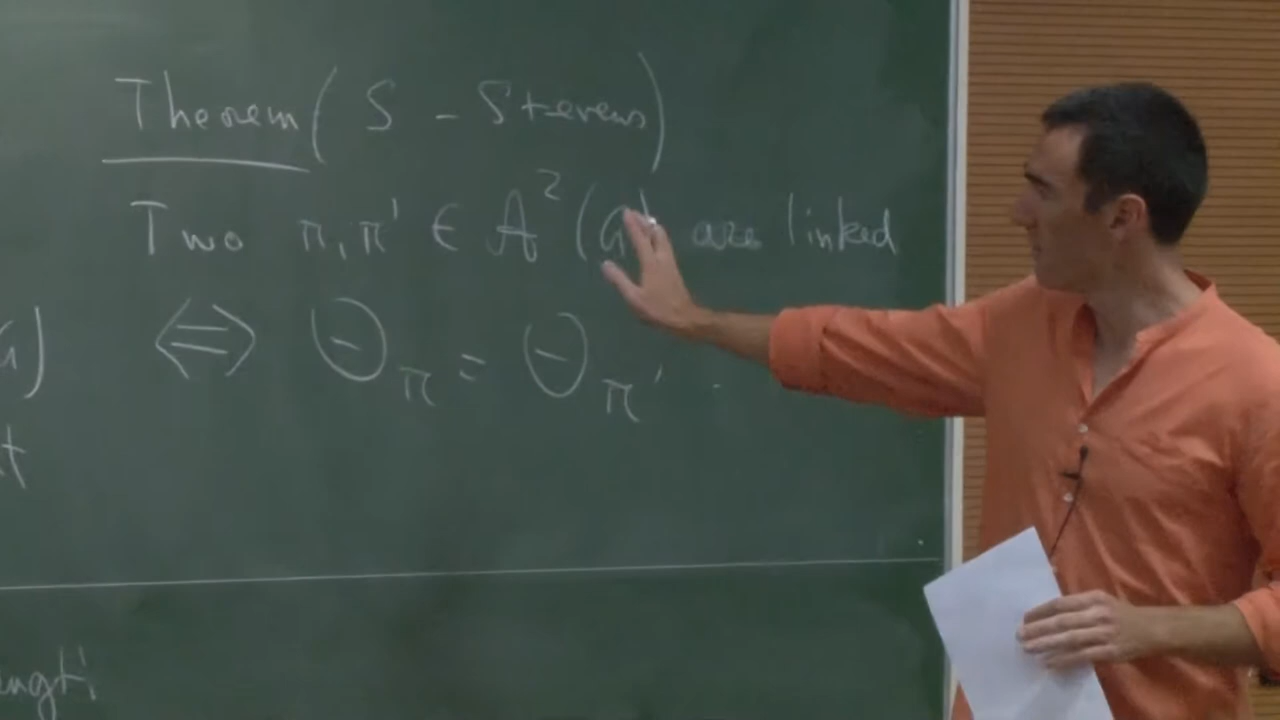 Theorem (S - Stevens)
Two π, π' ∈ A² (G) are linked
⟺ Θ_π = Θ_π' .